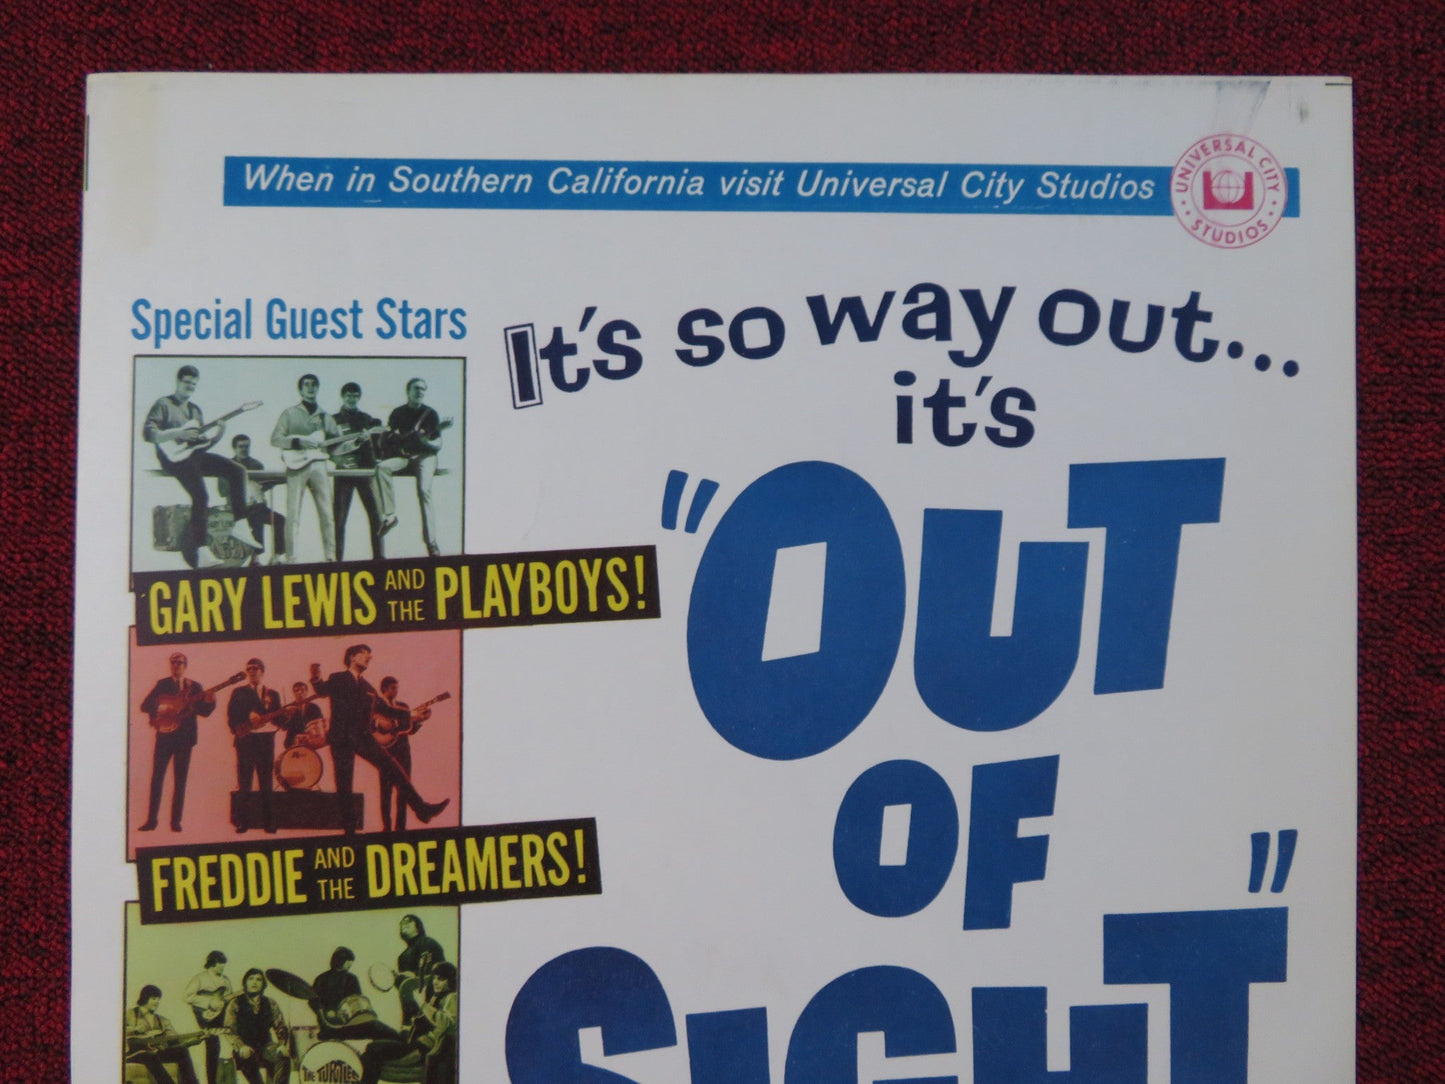 When in Southern California visit Universal City Studios
UNIVERSAL CITY
STUDIOS
Special Guest Stars
It's so way out...
it's
"OUT
OF
SIGHT"
GARY LEWIS AND THE PLAYBOYS!
FREDDIE AND THE DREAMERS!
THE TURTLES